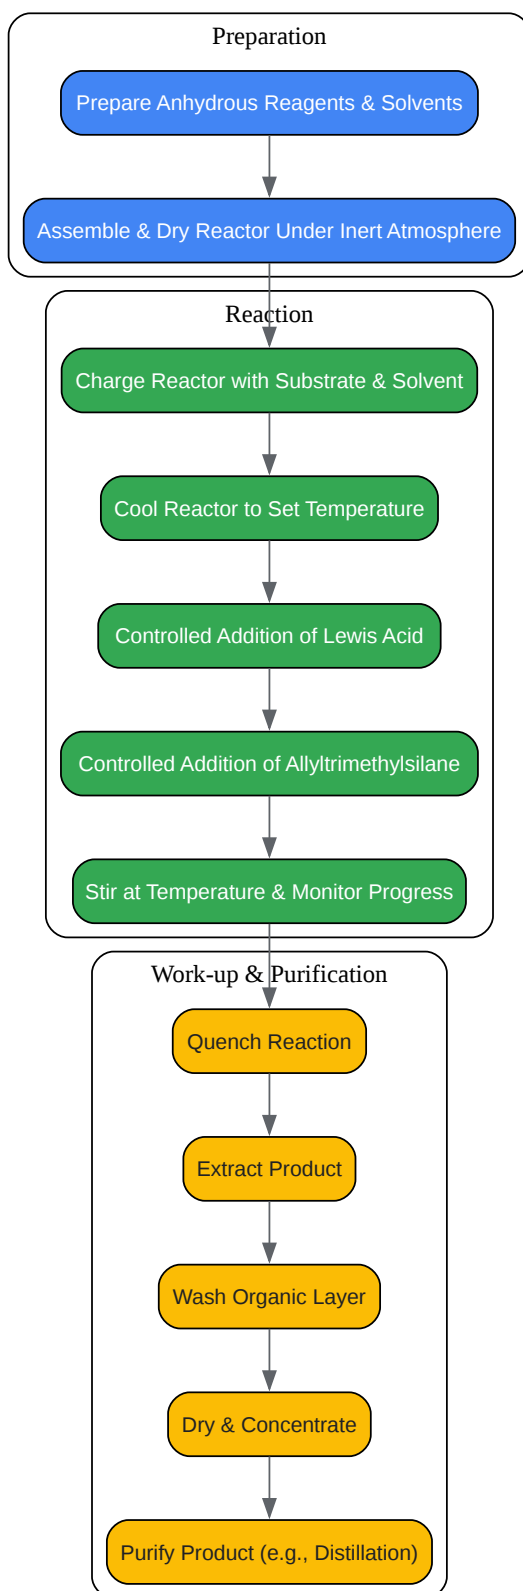 Preparation
Prepare Anhydrous Reagents & Solvents
Assemble & Dry Reactor Under Inert Atmosphere
Reaction
Charge Reactor with Substrate & Solvent
Cool Reactor to Set Temperature
Controlled Addition of Lewis Acid
Controlled Addition of Allyltrimethylsilane
Stir at Temperature & Monitor Progress
Work-up & Purification
Quench Reaction
Extract Product
Wash Organic Layer
Dry & Concentrate
Purify Product (e.g., Distillation)